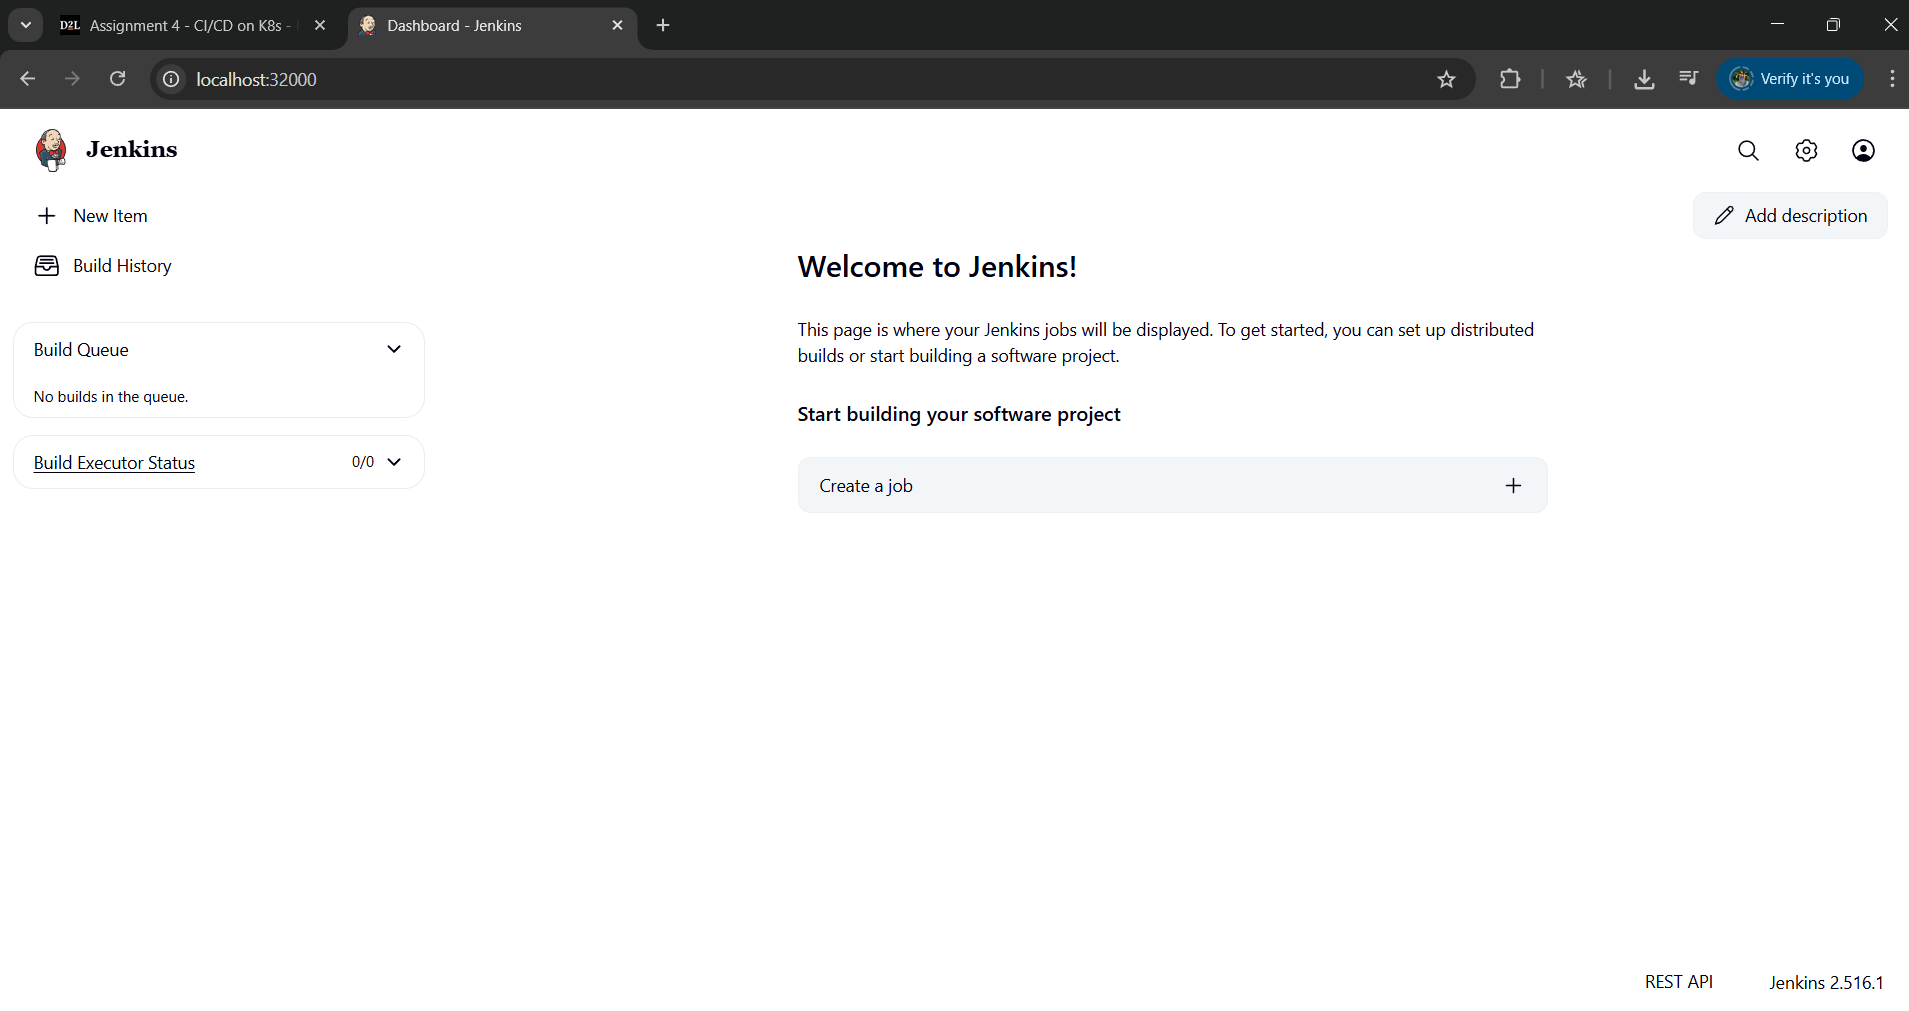 D2L Assignment 4 - CI/CD on K8s -
Dashboard - Jenkins
localhost:32000
Verify it's you
Jenkins
New Item
Add description
Build History
Welcome to Jenkins!
This page is where your Jenkins jobs will be displayed. To get started, you can set up distributed
builds or start building a software project.
Build Queue
No builds in the queue.
Start building your software project
Build Executor Status 0/0
Create a job
REST API Jenkins 2.516.1